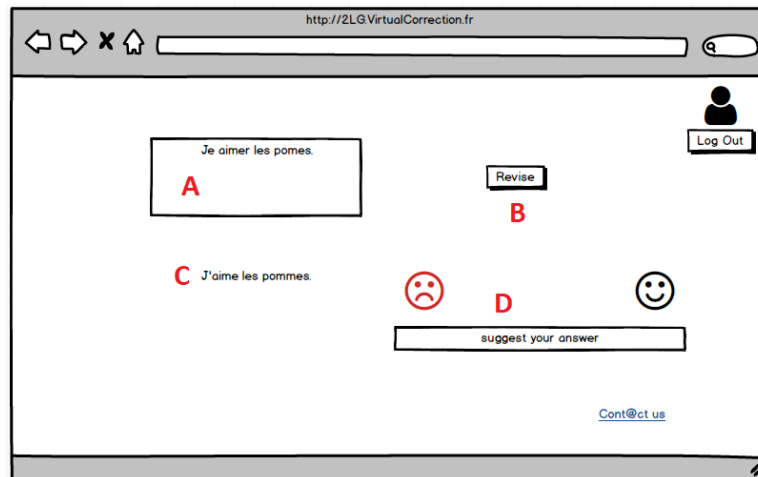 http://2LG.VirtualCorrection.fr
Log Out
Je aimer les pomes.
A
Revise
B
C J'aime les pommes.
D
suggest your answer
Cont@ct us